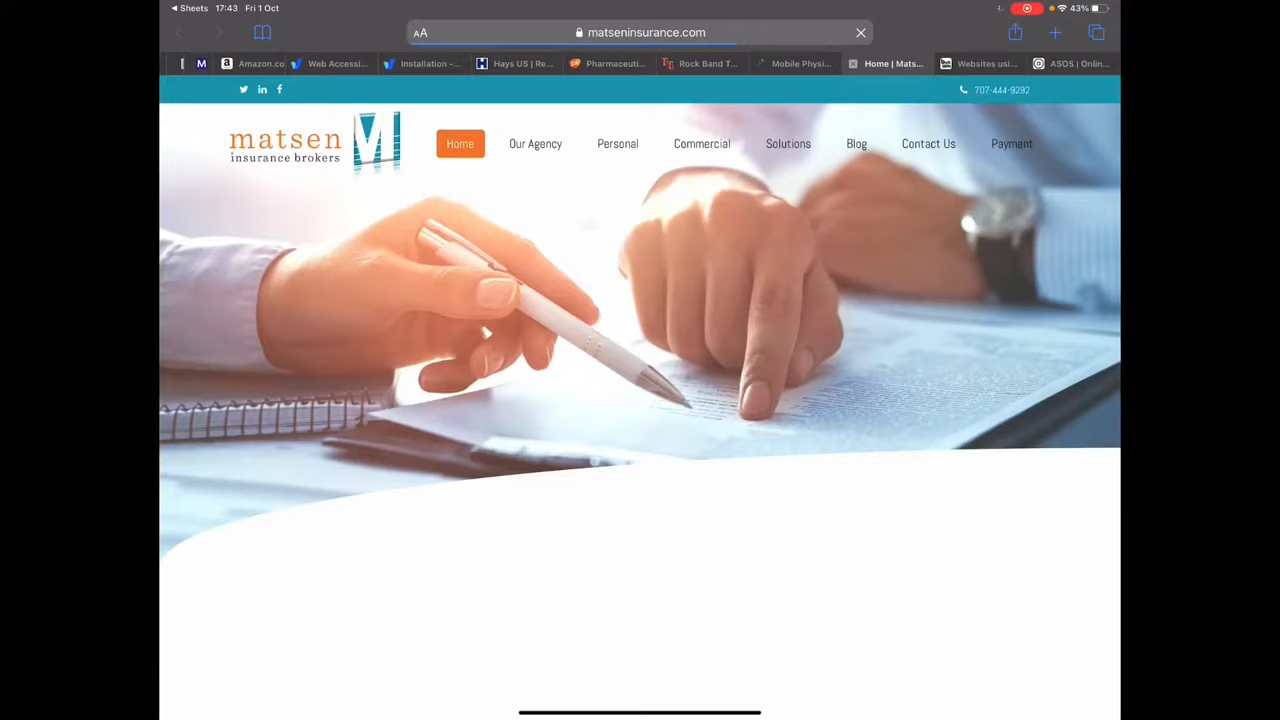 Sheets 17:43 Fri 1 Oct 43%
AA matseninsurance.com
M Amazon.co Web Accessi... Installation -... H Hays US | Re... Pharmaceuti... Rock Band T... Mobile Physi... Home | Mats... Websites usi... ASOS | Onlin...
707-444-9292
matsen M
insurance brokers
Home Our Agency Personal Commercial Solutions Blog Contact Us Payment